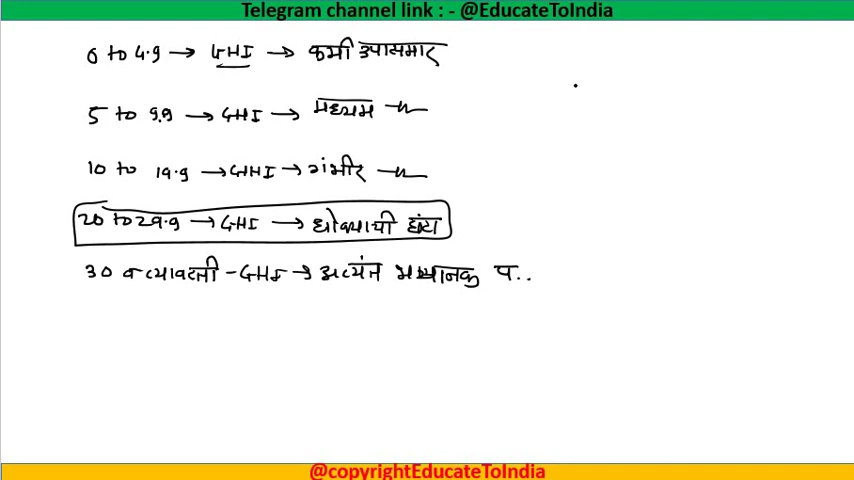 Telegram channel link : - @EducateToIndia
0 to 4.9 → GHI → कमी उपासमार
5 to 9.9 → GHI → मध्यम -"-
10 to 19.9 → GHI → गंभीर -"-
20 to 29.9 → GHI → धोक्याची घंटा
30 व त्यावरती - GHI → अत्यंत भयानक प..
@copyrightEducateToIndia